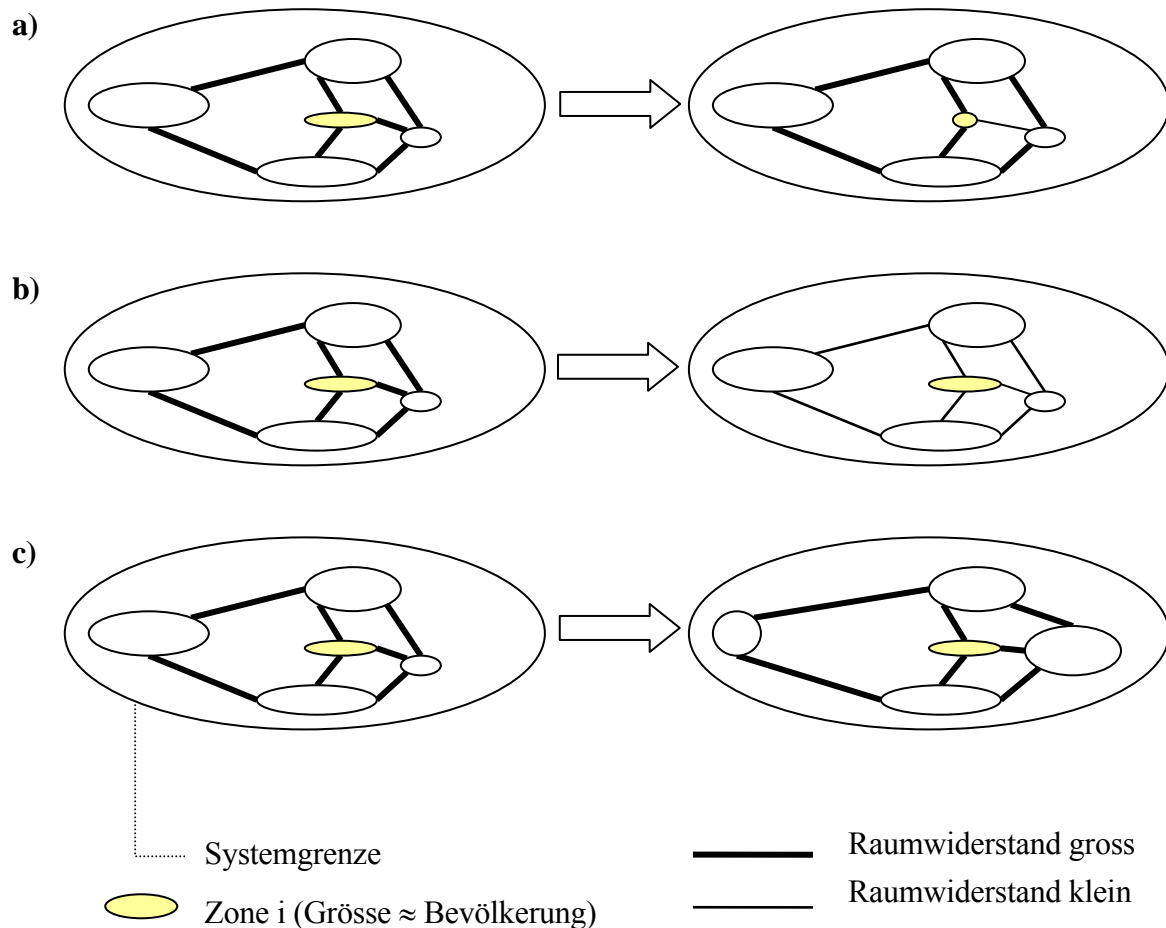 a)
b)
c)
Systemgrenze
Raumwiderstand gross
Zone i (Grösse ≈ Bevölkerung)
Raumwiderstand klein